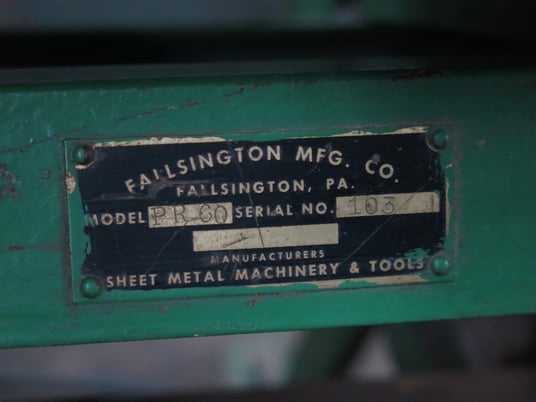 FALLSINGTON MFG. CO.
FALLSINGTON, PA.
MODEL PR 60 SERIAL NO. 103
MANUFACTURERS
SHEET METAL MACHINERY & TOOLS